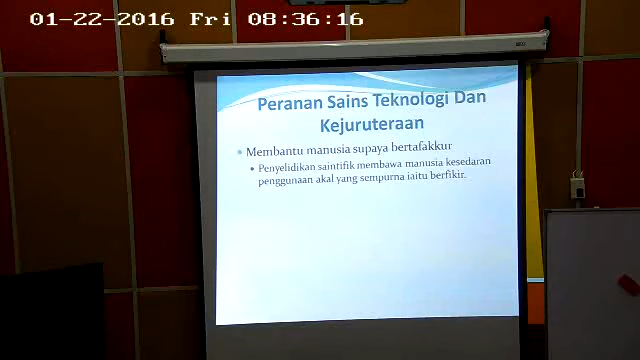 01-22-2016 Fri 08:36:16
Peranan Sains Teknologi Dan
Kejuruteraan
Membantu manusia supaya bertafakkur
Penyelidikan saintifik membawa manusia kesedaran
penggunaan akal yang sempurna iaitu berfikir.